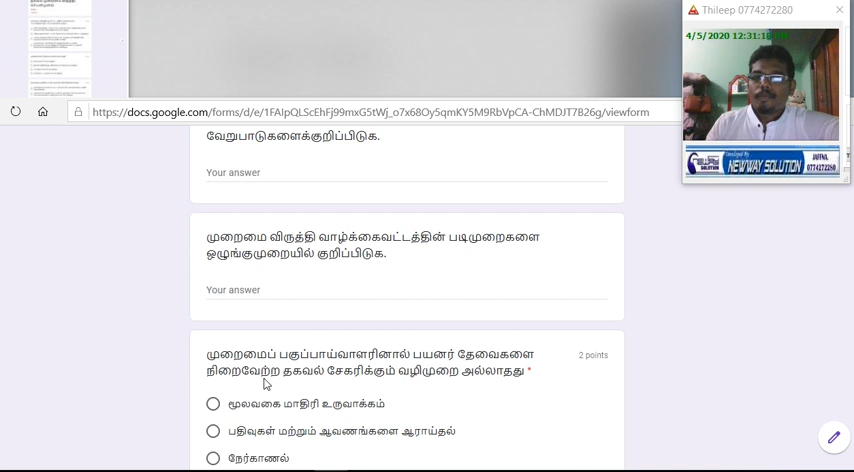 Thileep 0774272280
4/5/2020 12:31:1
NEWWAY SOLUTION
JAFFNA
0774272280
https://docs.google.com/forms/d/e/1FAIpQLScEhFj99mxG5tWj_o7x68Oy5qmKY5M9RbVpCA-ChMDJT7B26g/viewform
வேறுபாடுகளைக்குறிப்பிடுக.
Your answer
முறைமை விருத்தி வாழ்க்கைவட்டத்தின் படிமுறைகளை
ஒழுங்குமுறையில் குறிப்பிடுக.
Your answer
முறைமைப் பகுப்பாய்வாளரினால் பயனர் தேவைகளை
2 points
நிறைவேற்ற தகவல் சேகரிக்கும் வழிமுறை அல்லாதது *
மூலவகை மாதிரி உருவாக்கம்
பதிவுகள் மற்றும் ஆவணங்களை ஆராய்தல்
நேர்காணல்